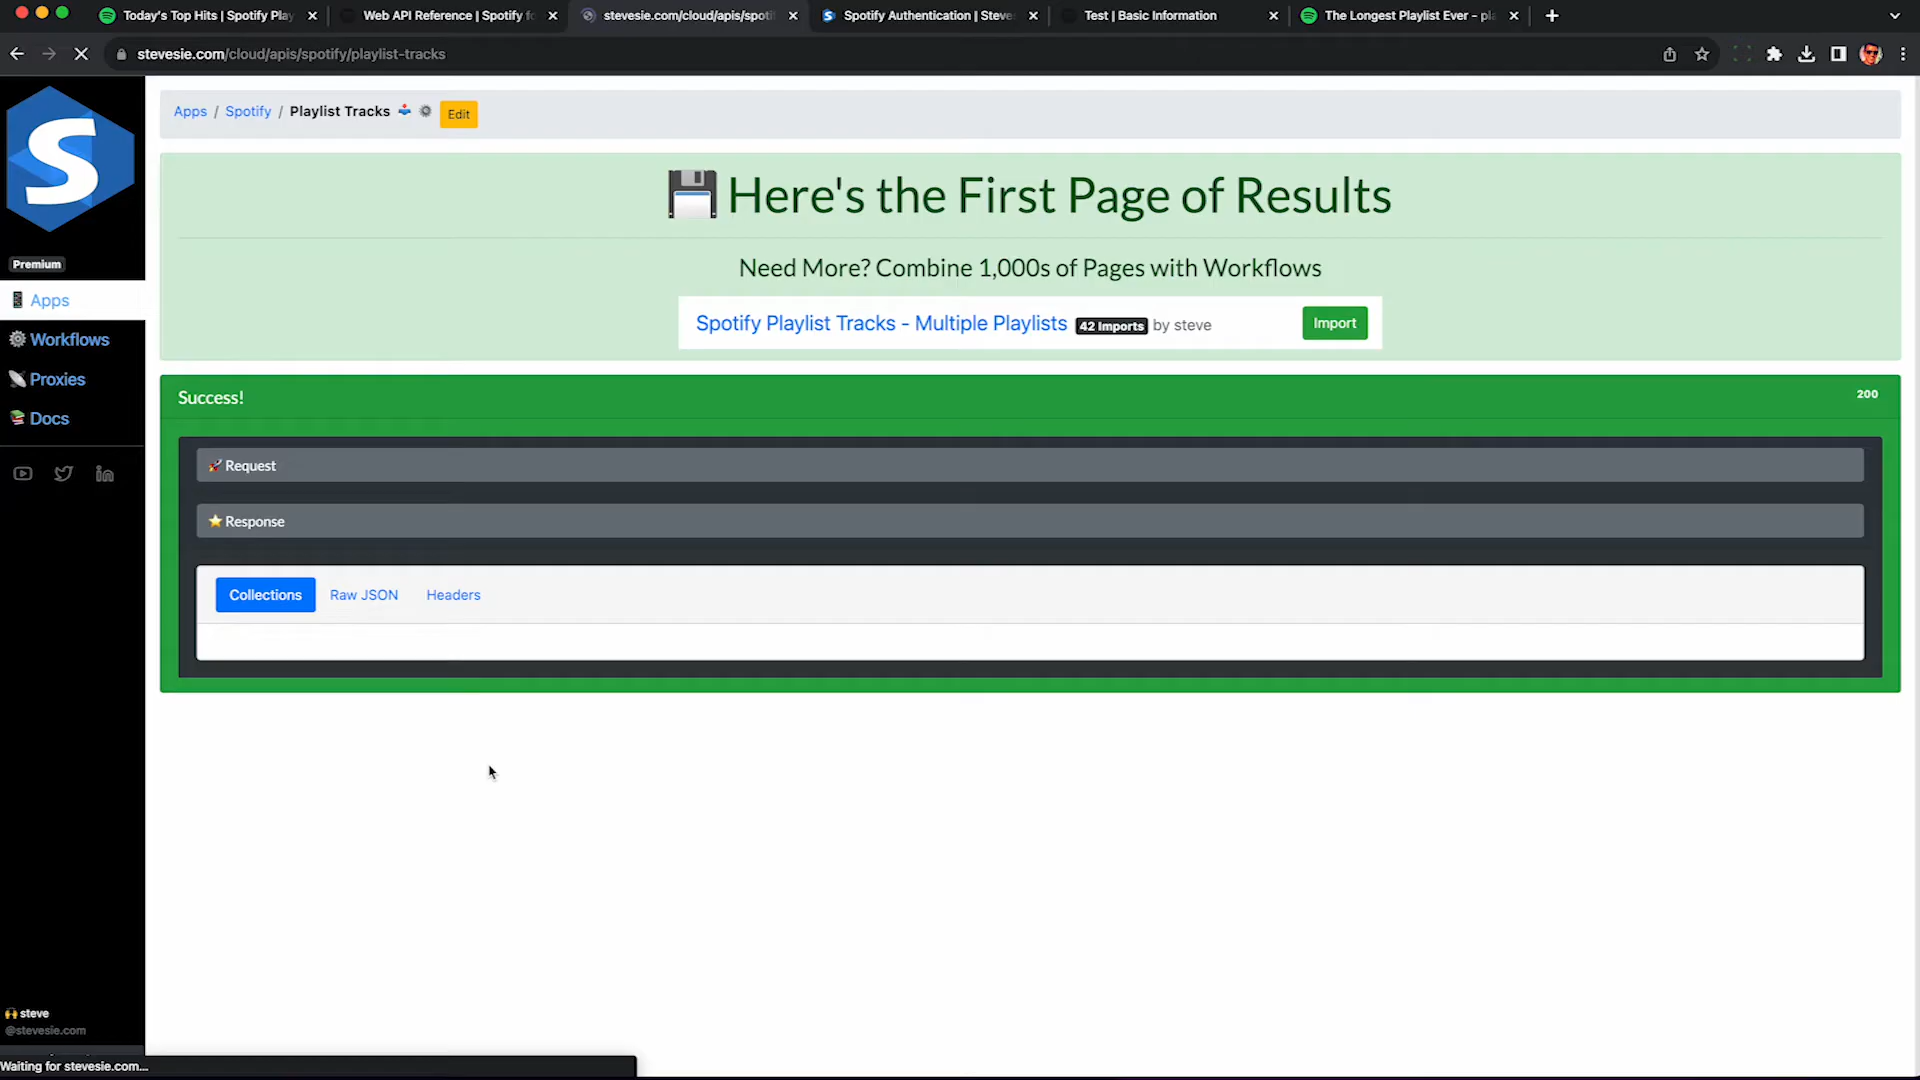 Today's Top Hits | Spotify Play
Web API Reference | Spotify fo
stevesie.com/cloud/apis/spoti
Spotify Authentication | Steve
Test | Basic Information
The Longest Playlist Ever - pla
stevesie.com/cloud/apis/spotify/playlist-tracks
Apps / Spotify / Playlist Tracks Edit
S
Here's the First Page of Results
Need More? Combine 1,000s of Pages with Workflows
Spotify Playlist Tracks - Multiple Playlists 42 Imports by steve Import
Premium
Apps
Workflows
Proxies
Docs
Success! 200
Request
Response
Collections Raw JSON Headers
steve
@stevesie.com
Waiting for stevesie.com...